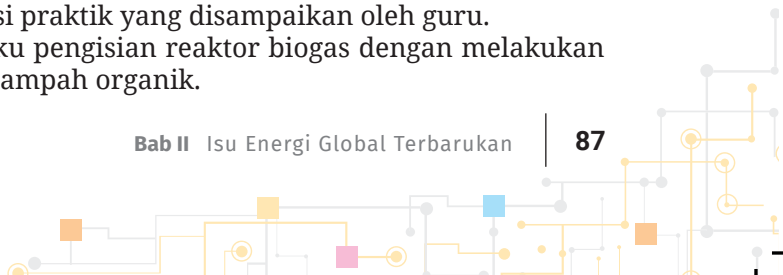 si praktik yang disampaikan oleh guru.
ku pengisian reaktor biogas dengan melakukan
ampah organik.
Bab II Isu Energi Global Terbarukan 87